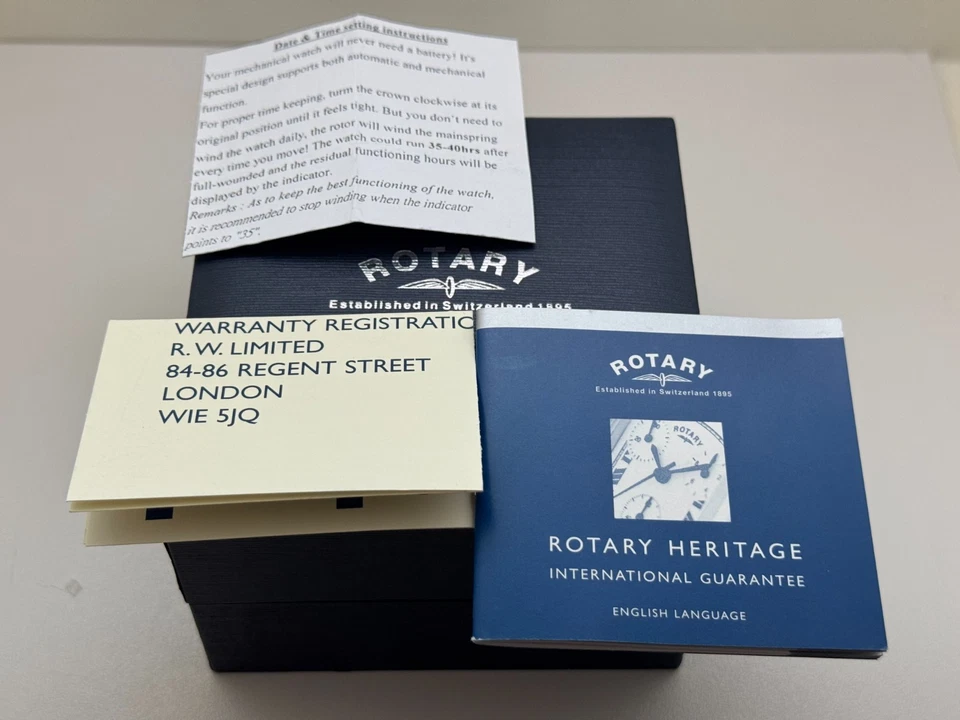 Date & Time setting instructions
Your mechanical watch will never need a battery! It's
special design supports both automatic and mechanical
function.
For proper time keeping, turm the crown clockwise at its
original position until it feels tight. But you don't need to
wind the watch daily, the rotor will wind the mainspring
every time you move! The watch could run 35-40hrs after
full-wounded and the residual functioning hours will be
displayed by the indicator.
Remarks : As to keep the best functioning of the watch,
it is recommended to stop winding when the indicator
points to "35".
ROTARY
Established in Switzerland 1895
WARRANTY REGISTRATIO
R. W. LIMITED
84-86 REGENT STREET
LONDON
WIE 5JQ
ROTARY
Established in Switzerland 1895
ROTARY
ROTARY HERITAGE
INTERNATIONAL GUARANTEE
ENGLISH LANGUAGE